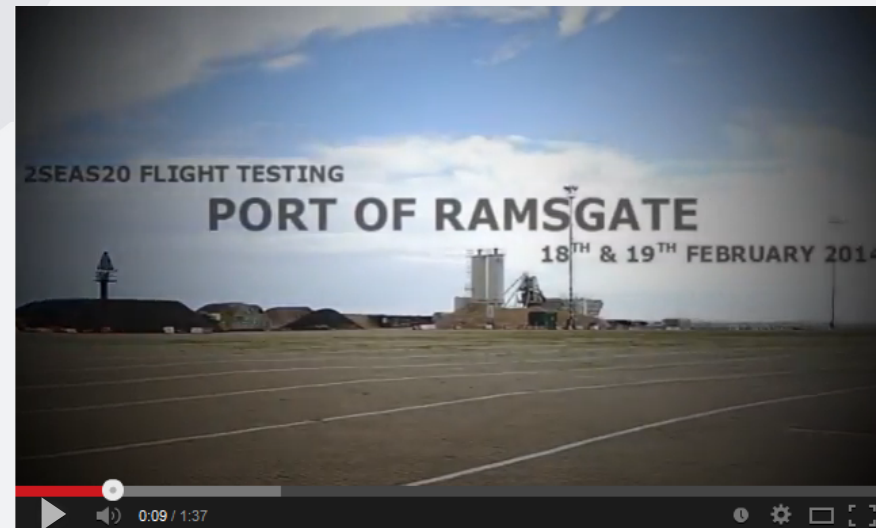 2SEAS20 FLIGHT TESTING
PORT OF RAMSGATE
18TH & 19TH FEBRUARY 2014
0:09 / 1:37